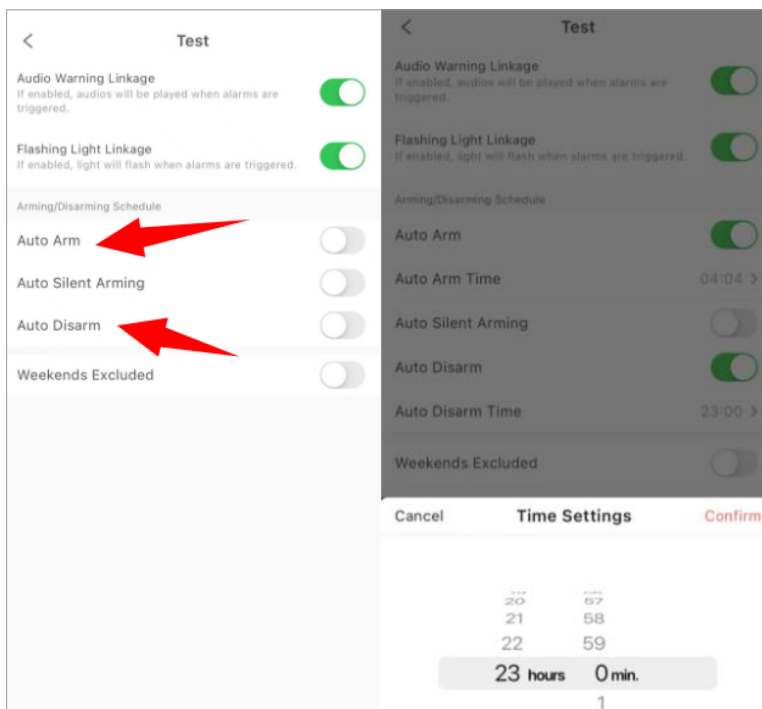 Test
Audio Warning Linkage
If enabled, audios will be played when alarms are
triggered.
Flashing Light Linkage
If enabled, light will flash when alarms are triggered.
Arming/Disarming Schedule
Auto Arm
Auto Silent Arming
Auto Disarm
Weekends Excluded
Test
Audio Warning Linkage
If enabled, audios will be played when alarms are
triggered.
Flashing Light Linkage
If enabled, light will flash when alarms are triggered.
Arming/Disarming Schedule
Auto Arm
Auto Arm Time 04:04
Auto Silent Arming
Auto Disarm
Auto Disarm Time 23:00
Weekends Excluded
Cancel Time Settings Confirm
20 57
21 58
22 59
23 hours 0 min.
1